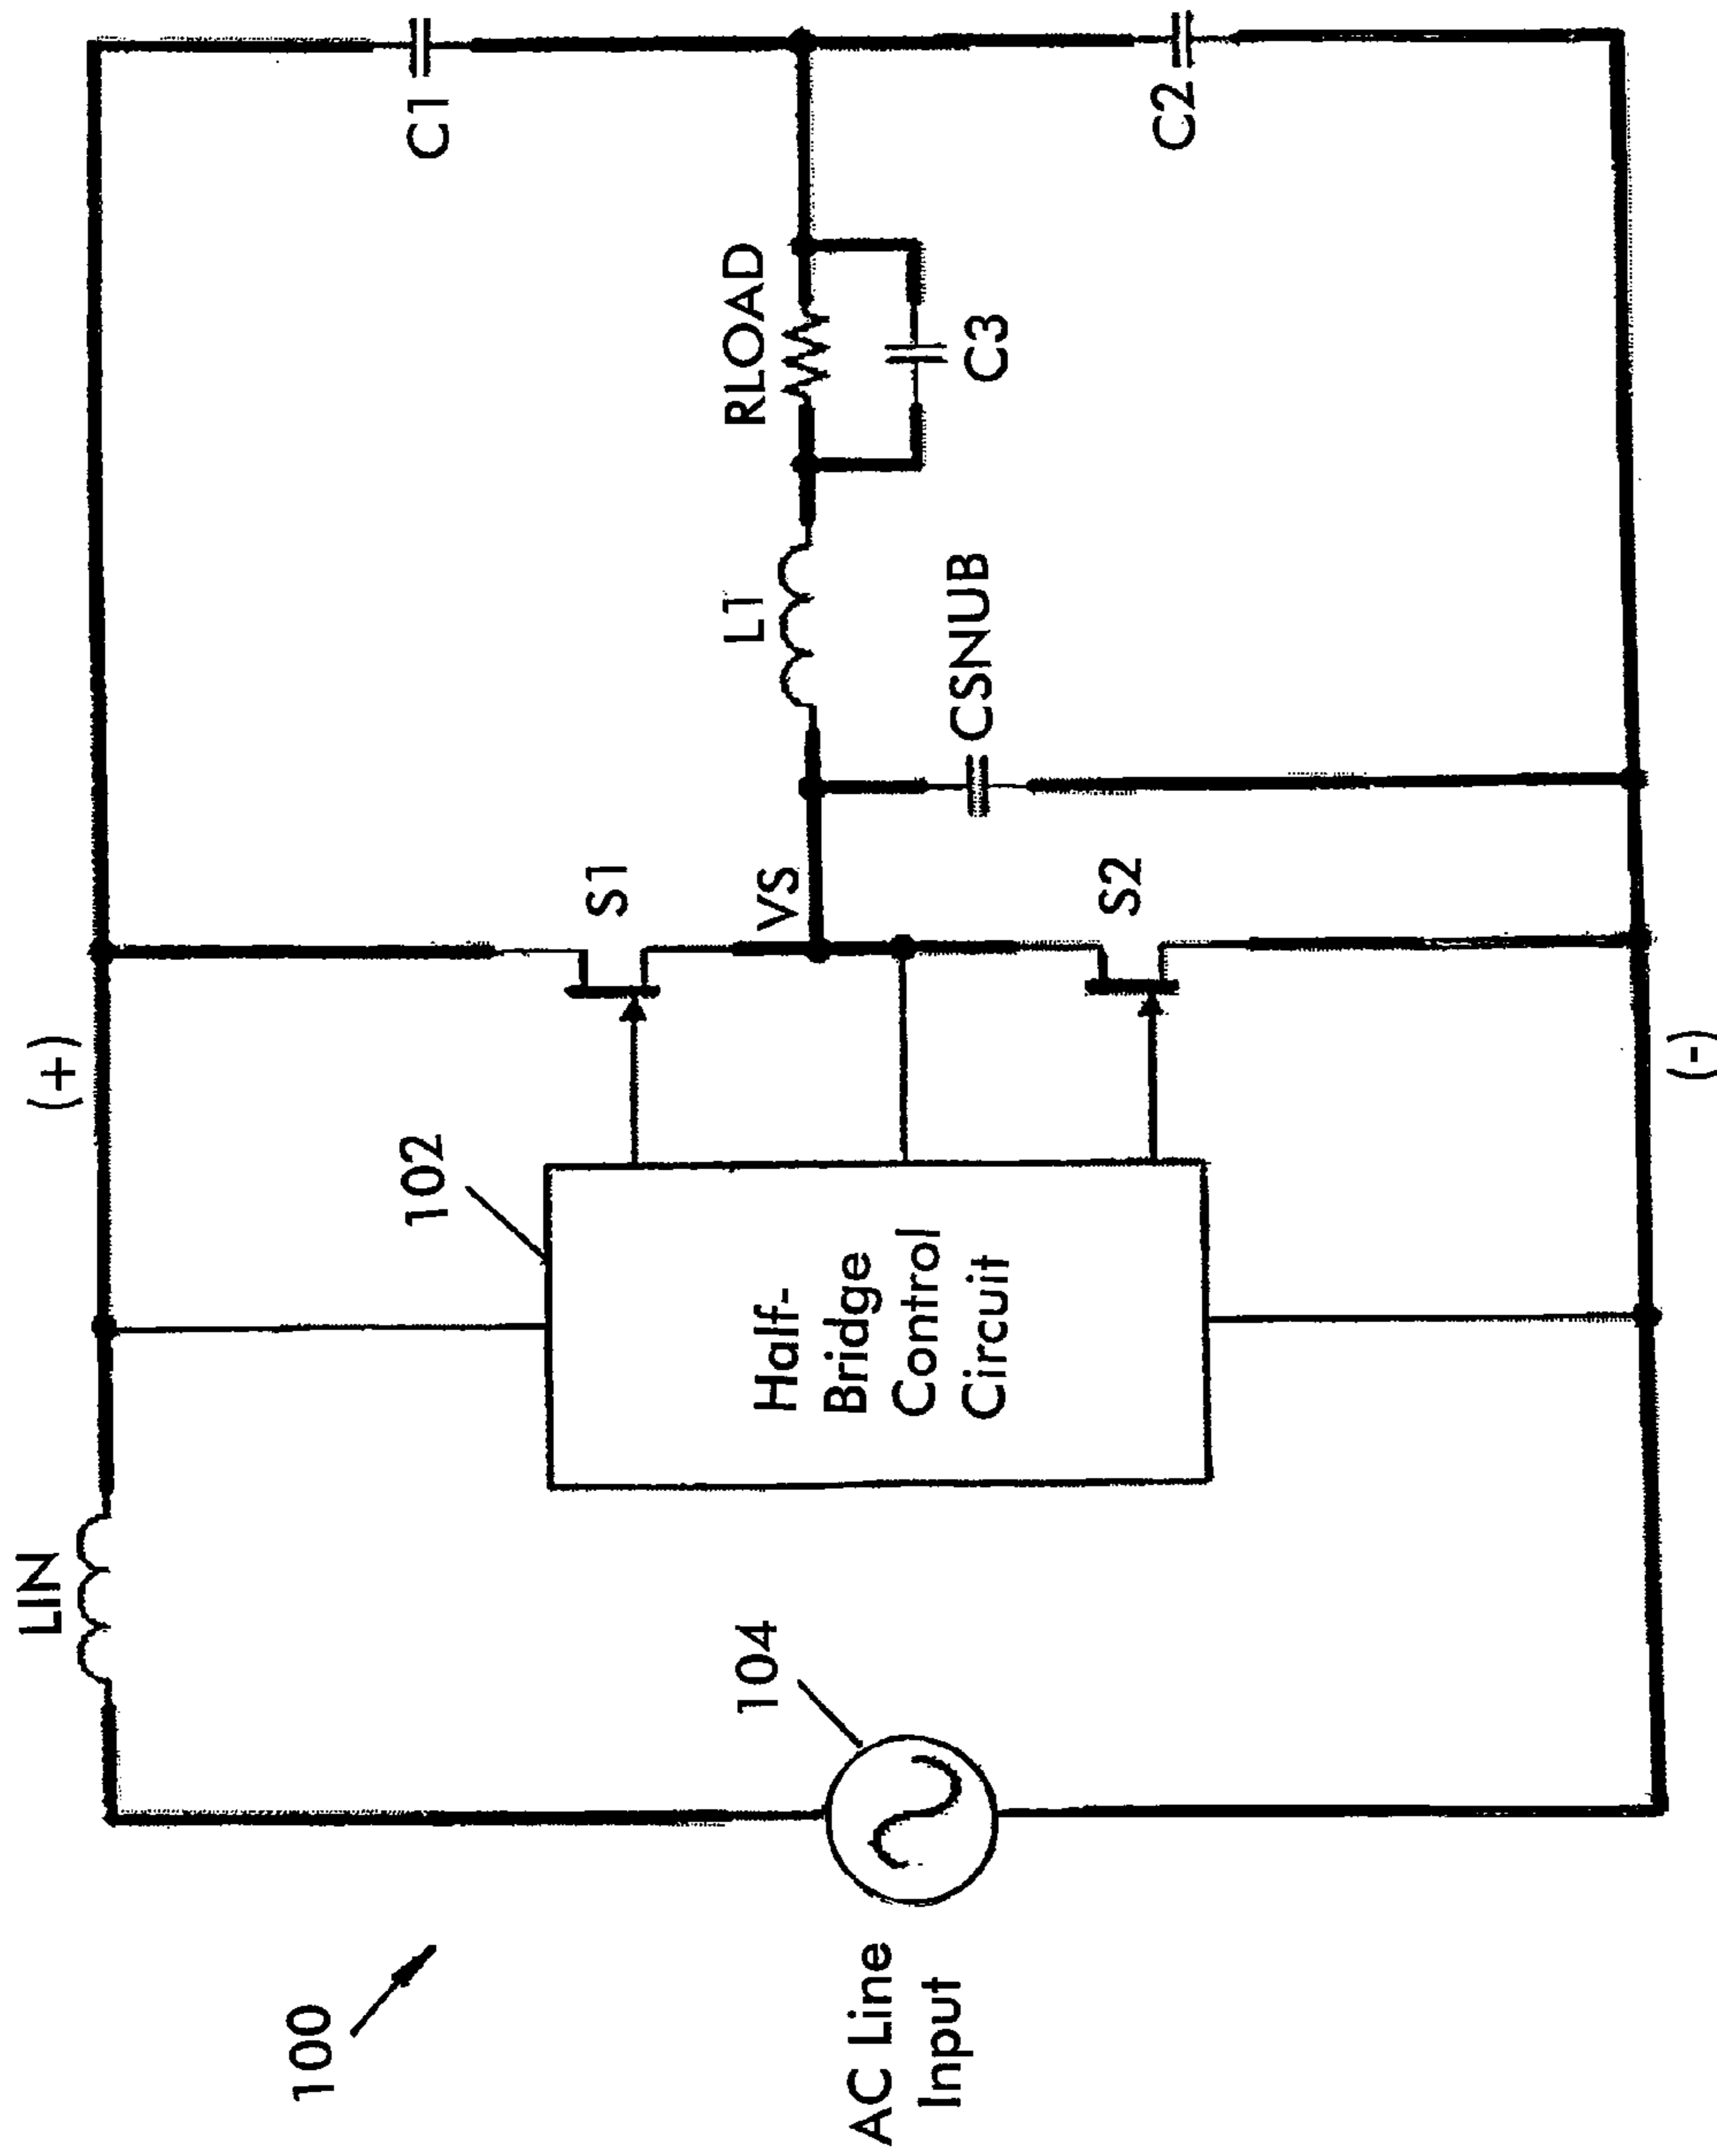 100
AC Line
Input
104
LIN
102
Half-
Bridge
Control
Circuit
(+)
(-)
S1
VS
S2
CSNUB
L1
RLOAD
C3
C1
C2